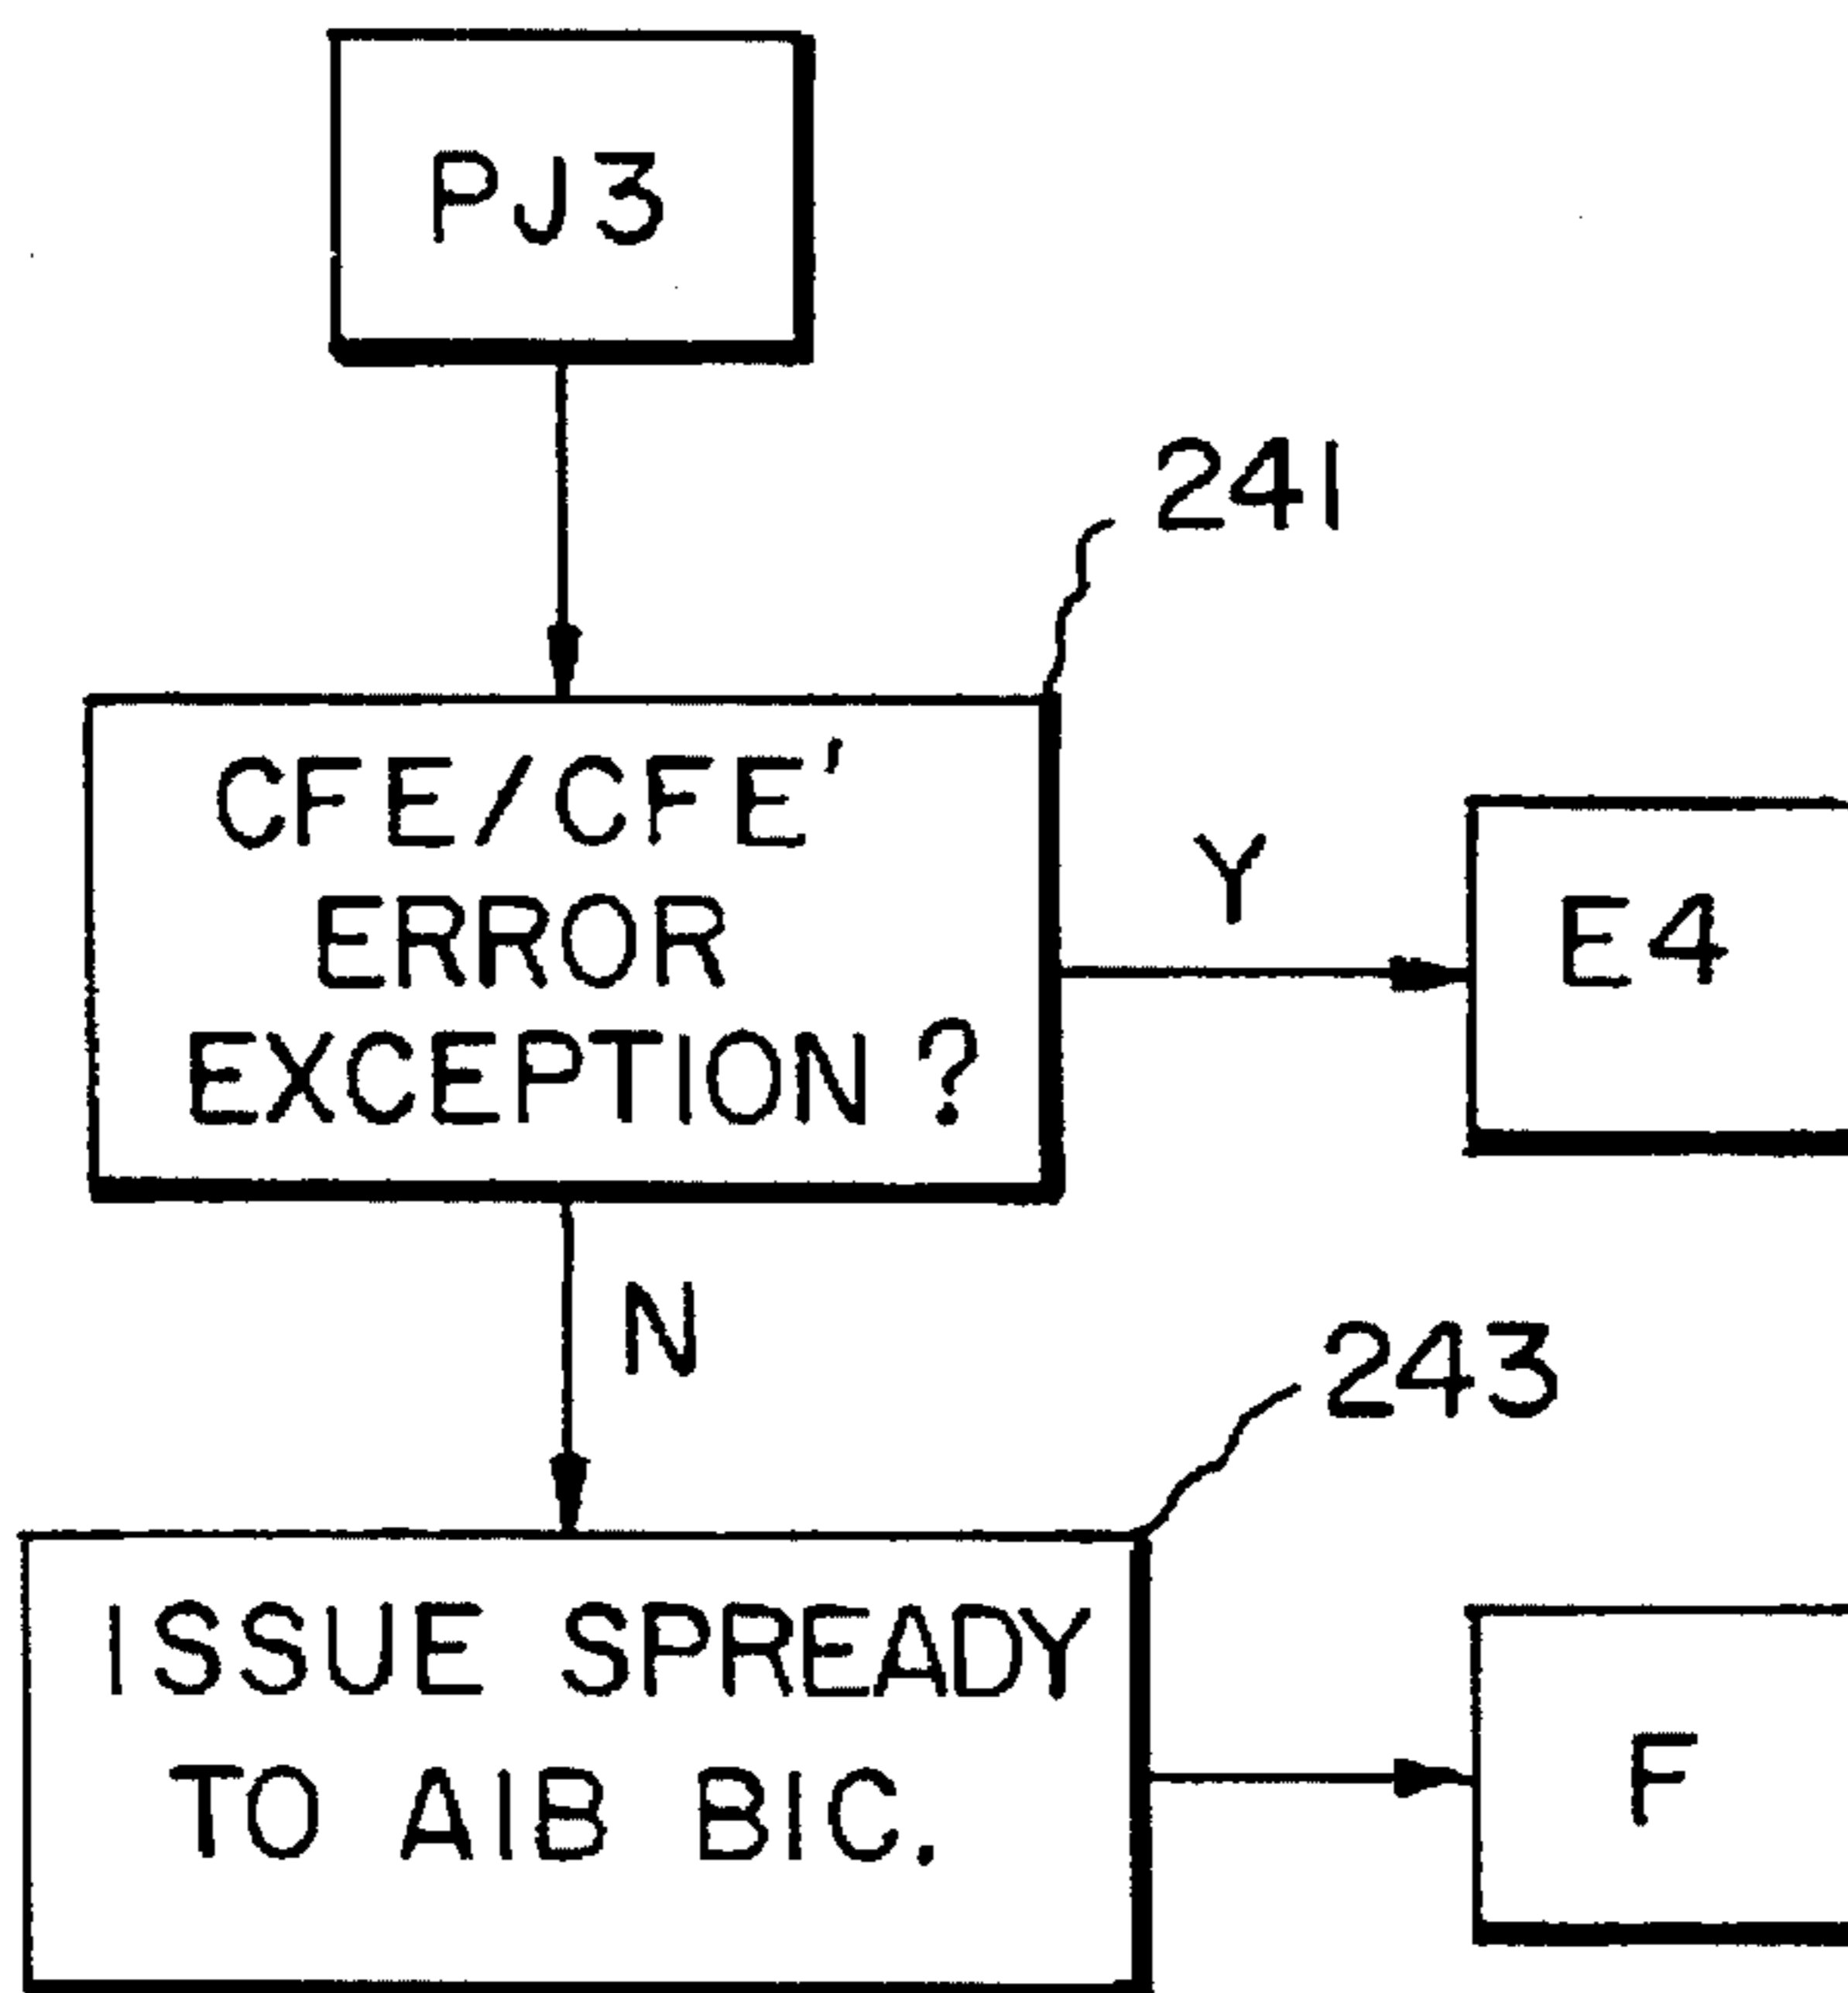 PJ3
241
CFE/CFE'
ERROR
EXCEPTION?
Y
E4
N
243
ISSUE SPREADY
TO AIB BIC.
F